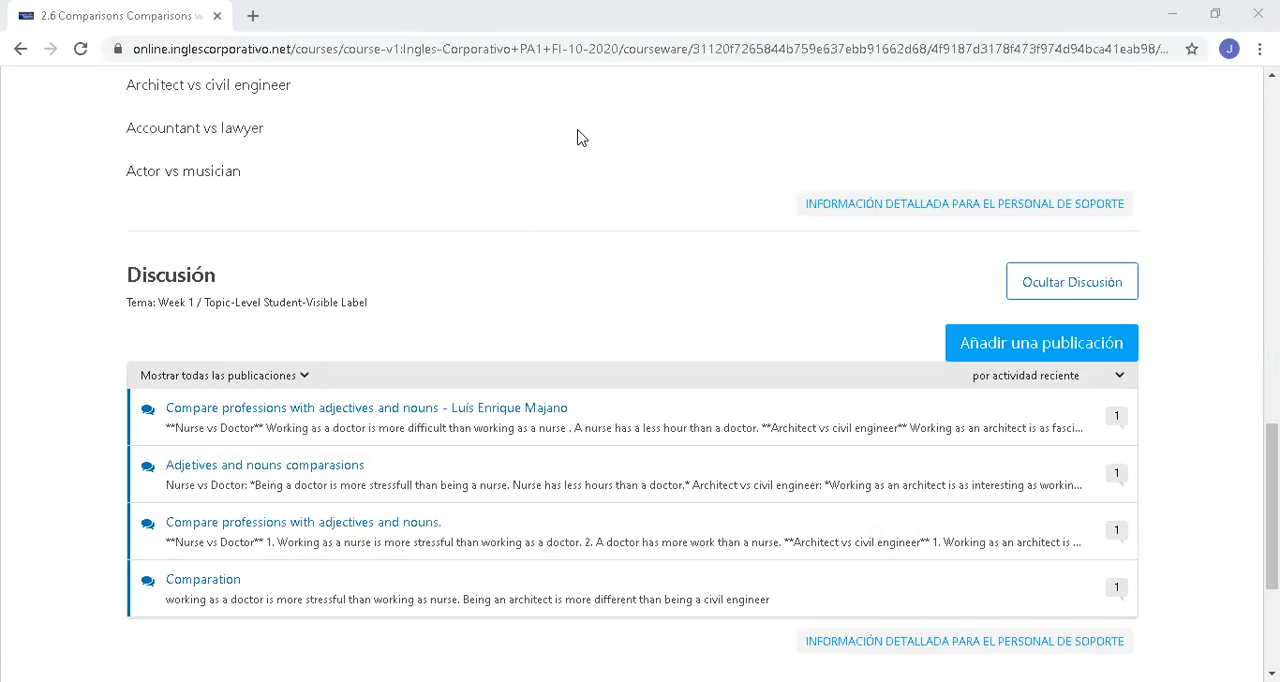 2.6 Comparisons Comparisons
online.inglescorporativo.net/courses/course-v1:Ingles-Corporativo+PA1+FI-10-2020/courseware/31120f7265844b759e637ebb91662d68/4f9187d3178f473f974d94bca41eab98/...
J
Architect vs civil engineer
Accountant vs lawyer
Actor vs musician
INFORMACIÓN DETALLADA PARA EL PERSONAL DE SOPORTE
Discusión
Ocultar Discusión
Tema: Week 1 / Topic-Level Student-Visible Label
Añadir una publicación
Mostrar todas las publicaciones
por actividad reciente
Compare professions with adjectives and nouns - Luís Enrique Majano
1
**Nurse vs Doctor** Working as a doctor is more difficult than working as a nurse . A nurse has a less hour than a doctor. **Architect vs civil engineer** Working as an architect is as fasci...
Adjetives and nouns comparasions
1
Nurse vs Doctor: *Being a doctor is more stressfull than being a nurse. Nurse has less hours than a doctor.* Architect vs civil engineer: *Working as an architect is as interesting as workin...
Compare professions with adjectives and nouns.
1
**Nurse vs Doctor** 1. Working as a nurse is more stressful than working as a doctor. 2. A doctor has more work than a nurse. **Architect vs civil engineer** 1. Working as an architect is ...
Comparation
1
working as a doctor is more stressful than working as nurse. Being an architect is more different than being a civil engineer
INFORMACIÓN DETALLADA PARA EL PERSONAL DE SOPORTE